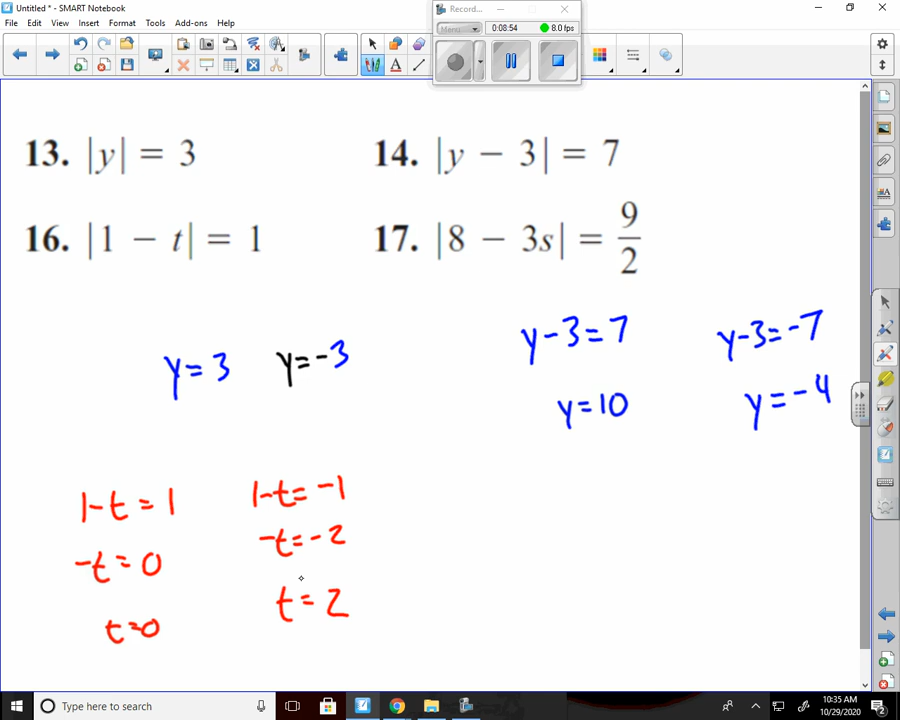 Untitled * - SMART Notebook
File Edit View Insert Format Tools Add-ons Help
Record...
Menu
0:08:54
8.0 fps
13. |y| = 3
14. |y − 3| = 7
16. |1 − t| = 1
17. |8 − 3s| = 9/2
y = 3
y = -3
y-3=7
y-3=-7
y=10
y=-4
1-t=1
1-t=-1
-t=0
-t=-2
t=0
t=2
Type here to search
10:35 AM
10/29/2020
2